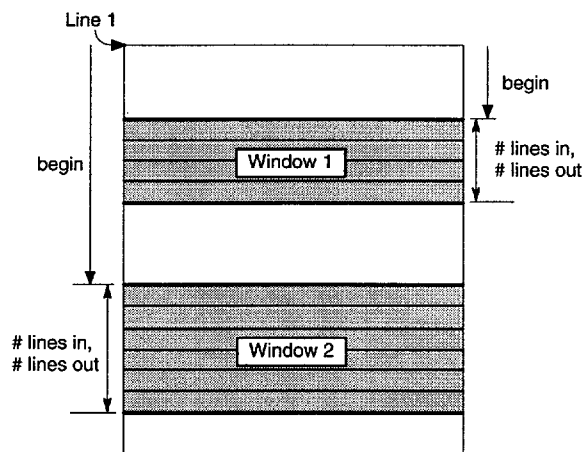 Line 1
begin
Window 1
# lines in,
# lines out
begin
Window 2
# lines in,
# lines out